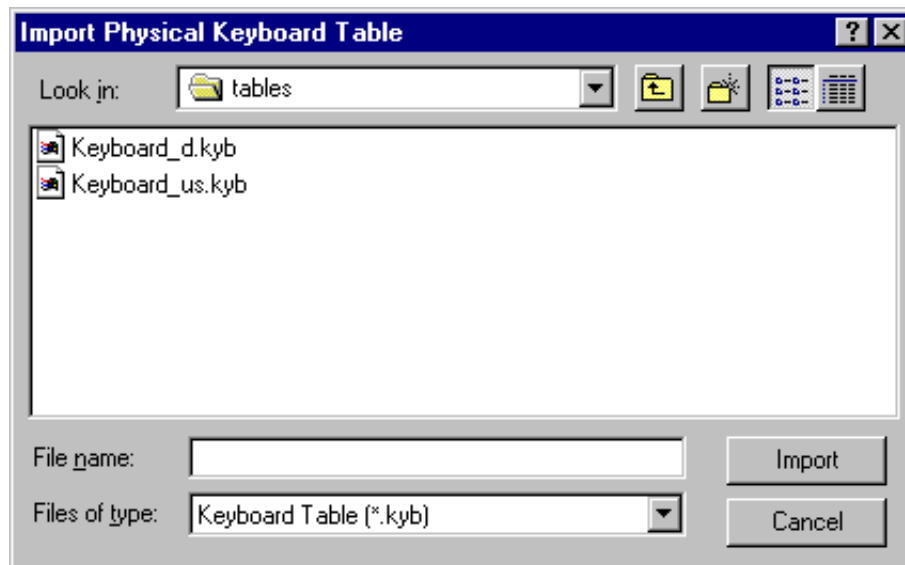 Import Physical Keyboard Table
Look in: tables
Keyboard_d.kyb
Keyboard_us.kyb
File name: Import
Files of type: Keyboard Table (*.kyb) Cancel